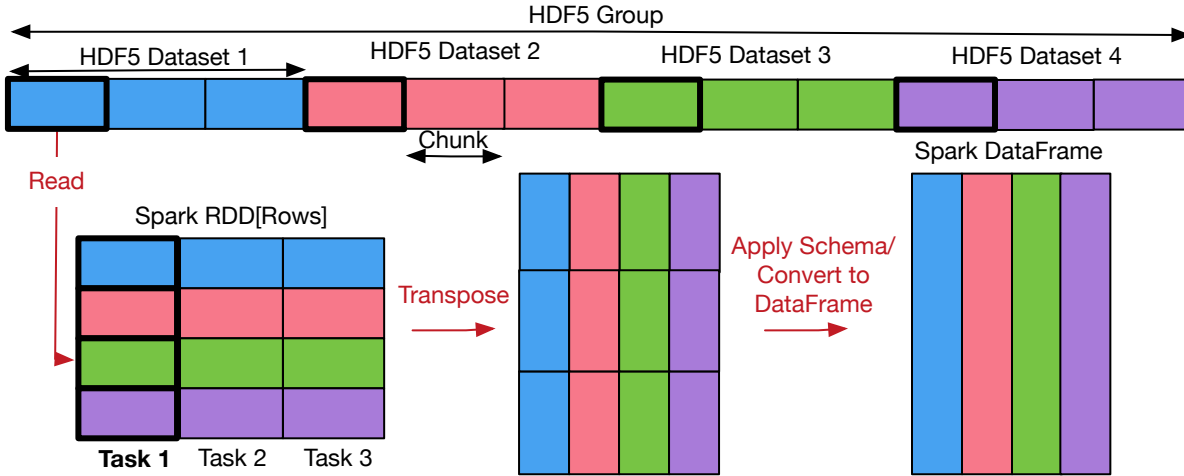 HDF5 Group
HDF5 Dataset 1
HDF5 Dataset 2
HDF5 Dataset 3
HDF5 Dataset 4
Chunk
Read
Spark DataFrame
Spark RDD[Rows]
Transpose
Apply Schema/
Convert to
DataFrame
Task 1
Task 2
Task 3